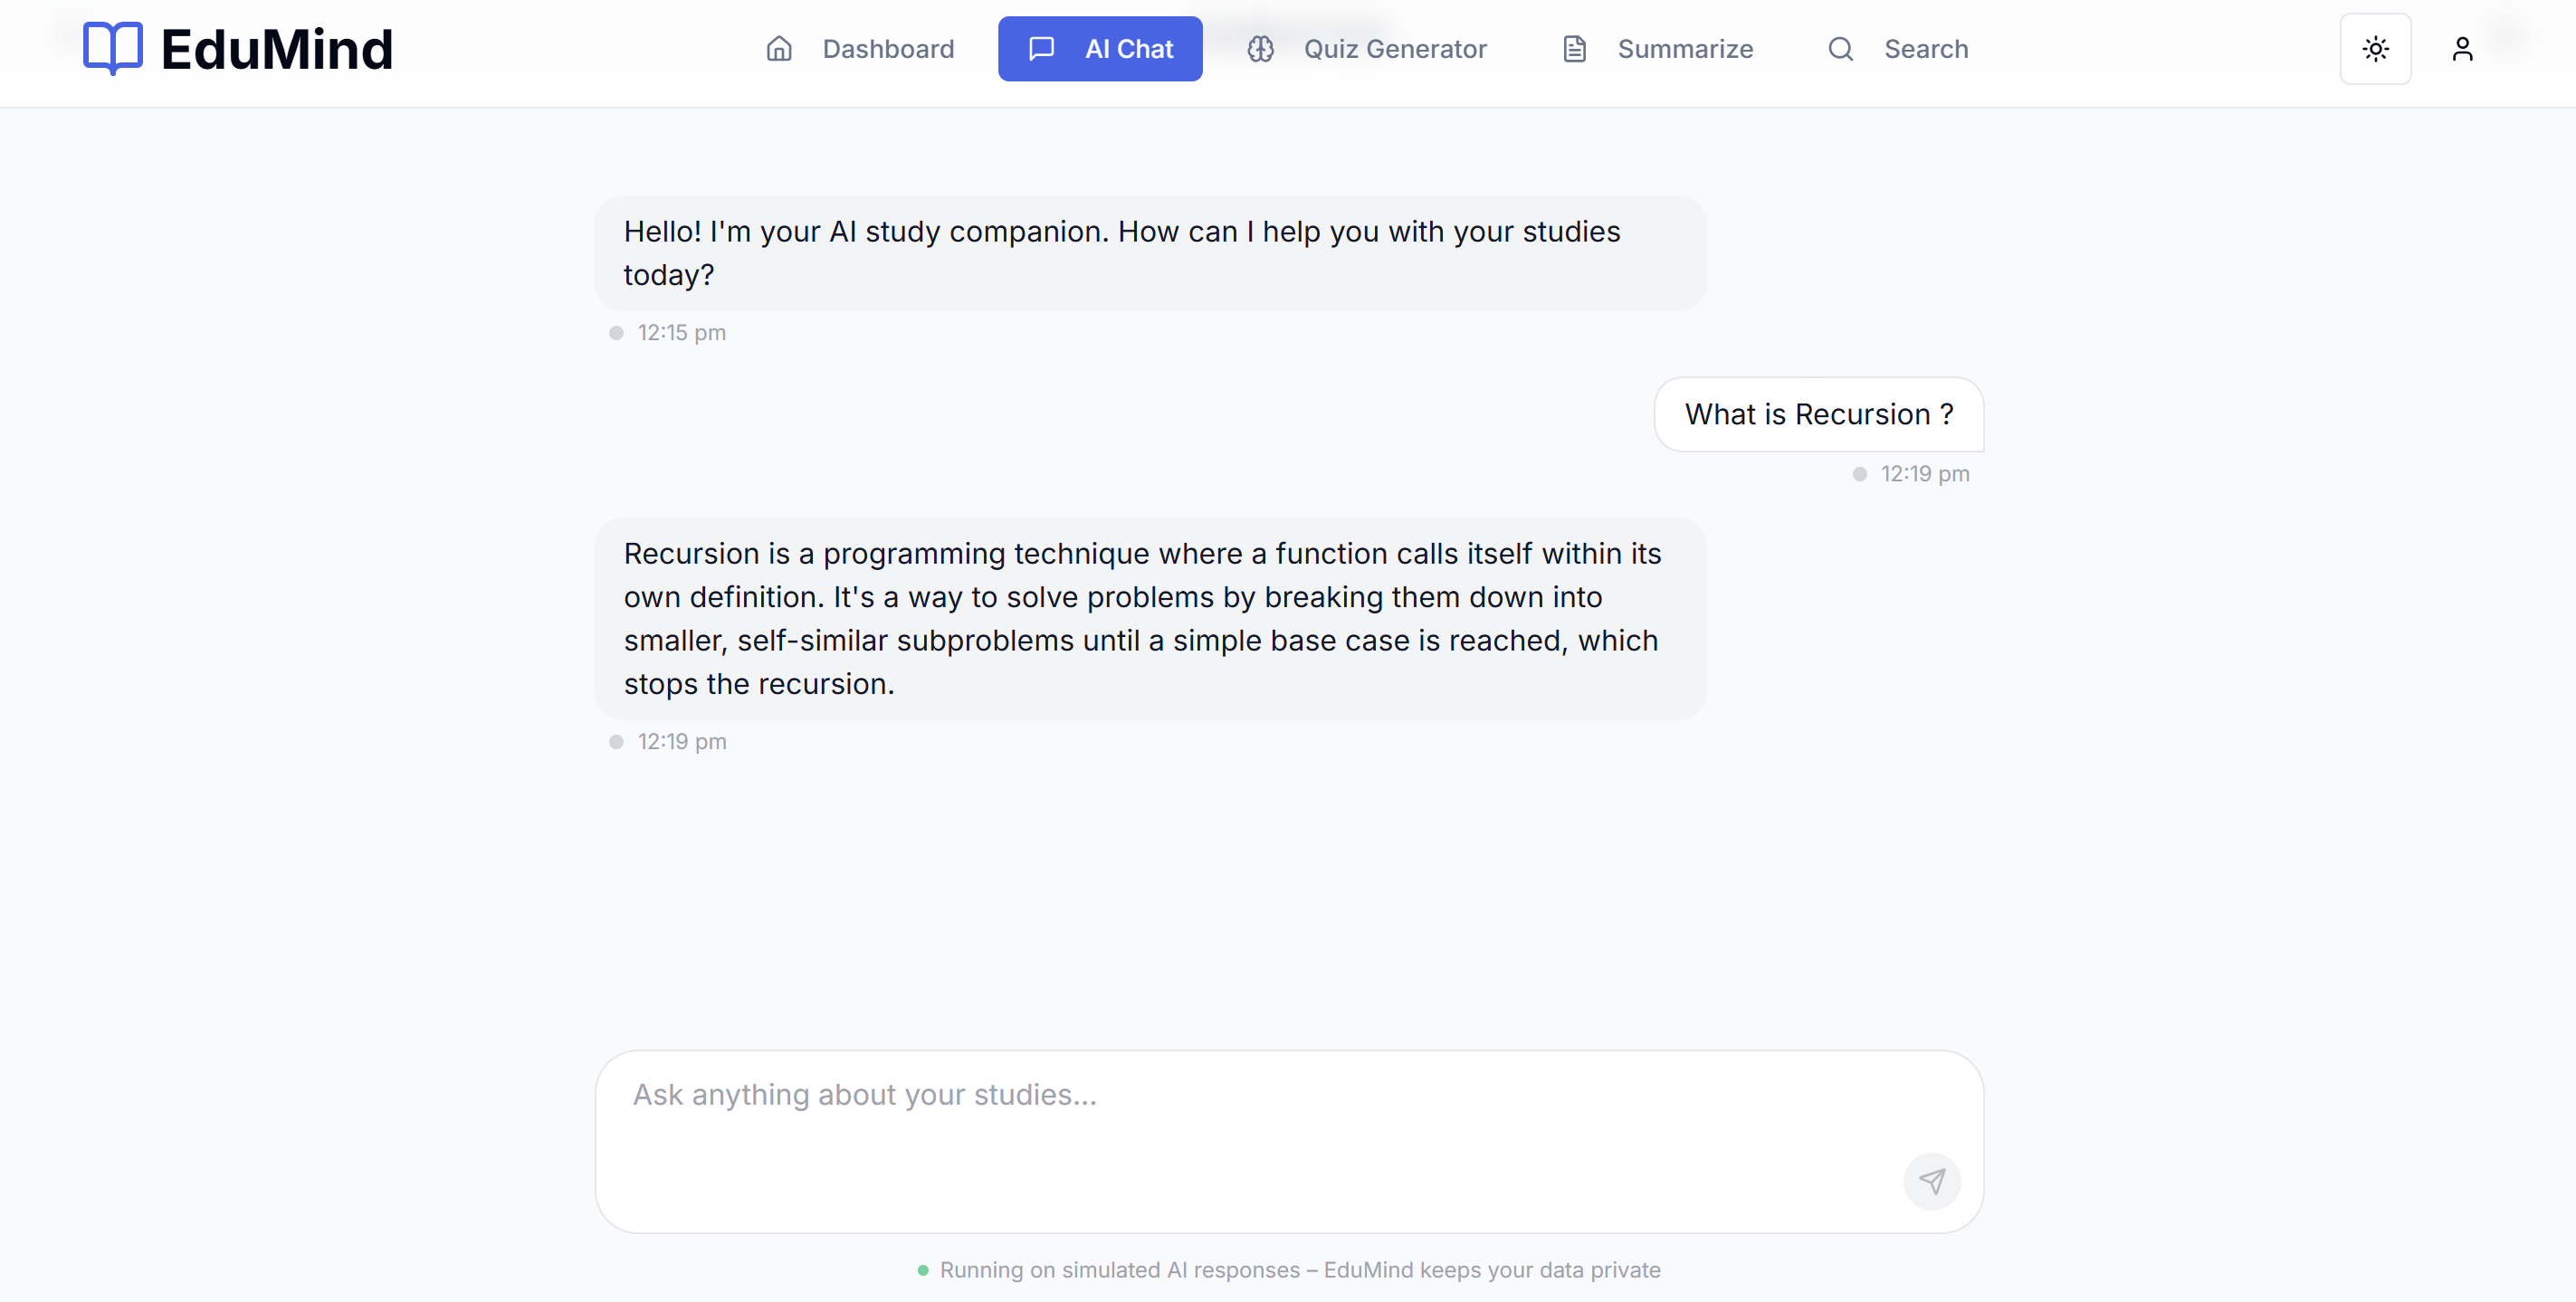 EduMind
Dashboard
AI Chat
Quiz Generator
Summarize
Search
Hello! I'm your AI study companion. How can I help you with your studies
today?
12:15 pm
What is Recursion ?
12:19 pm
Recursion is a programming technique where a function calls itself within its
own definition. It's a way to solve problems by breaking them down into
smaller, self-similar subproblems until a simple base case is reached, which
stops the recursion.
12:19 pm
Ask anything about your studies...
Running on simulated AI responses – EduMind keeps your data private